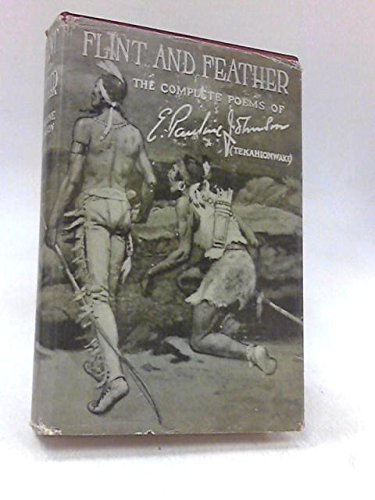 FLINT AND FEATHER
THE COMPLETE POEMS OF
E. Pauline Johnson
(TEKAHIONWAKE)